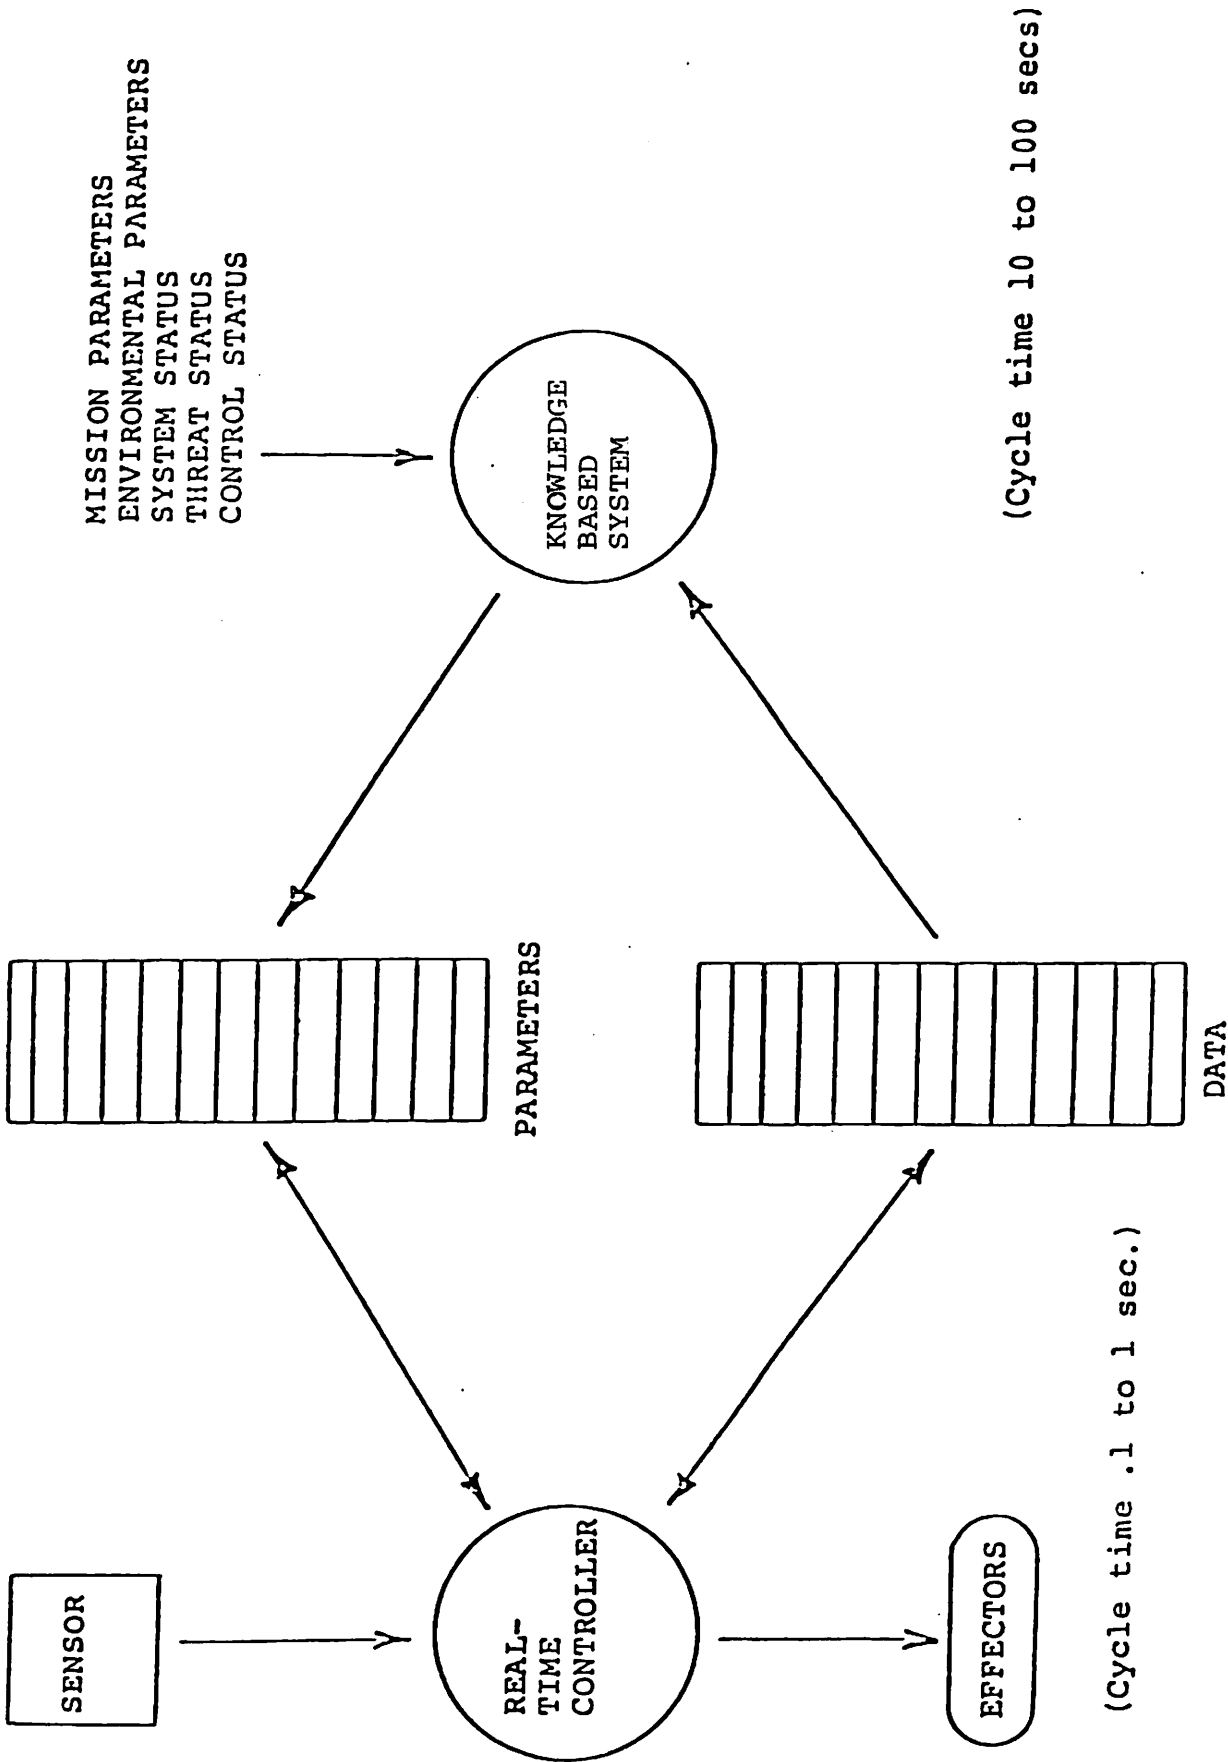 SENSOR
REAL-
TIME
CONTROLLER
EFFECTORS
(Cycle time .1 to 1 sec.)
PARAMETERS
DATA
MISSION PARAMETERS
ENVIRONMENTAL PARAMETERS
SYSTEM STATUS
THREAT STATUS
CONTROL STATUS
KNOWLEDGE
BASED
SYSTEM
(Cycle time 10 to 100 secs)